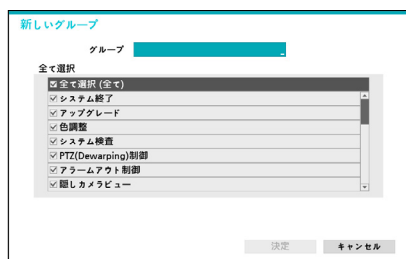 新しいグループ
グループ
全て選択
全て選択 (全て)
システム終了
アップグレード
色調整
システム検査
PTZ(Dewarping)制御
アラームアウト制御
隠しカメラビュー
決定 キャンセル